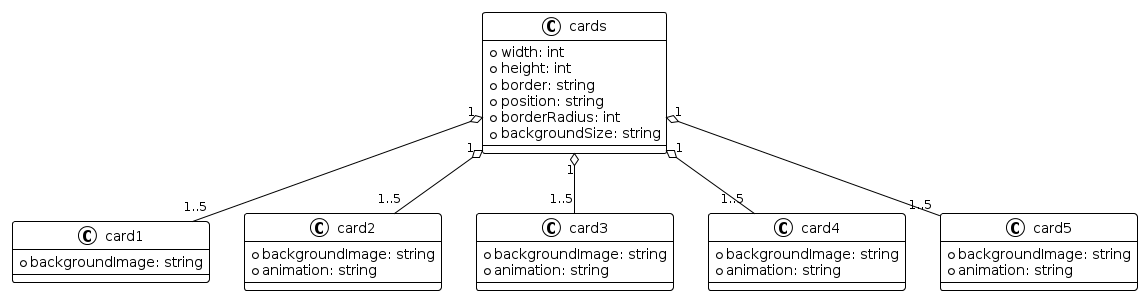 C cards
width: int
height: int
border: string
position: string
borderRadius: int
backgroundSize: string
1
1
1
1
1
1..5
1..5
1..5
1..5
1..5
C card1
backgroundImage: string
C card2
backgroundImage: string
animation: string
C card3
backgroundImage: string
animation: string
C card4
backgroundImage: string
animation: string
C card5
backgroundImage: string
animation: string